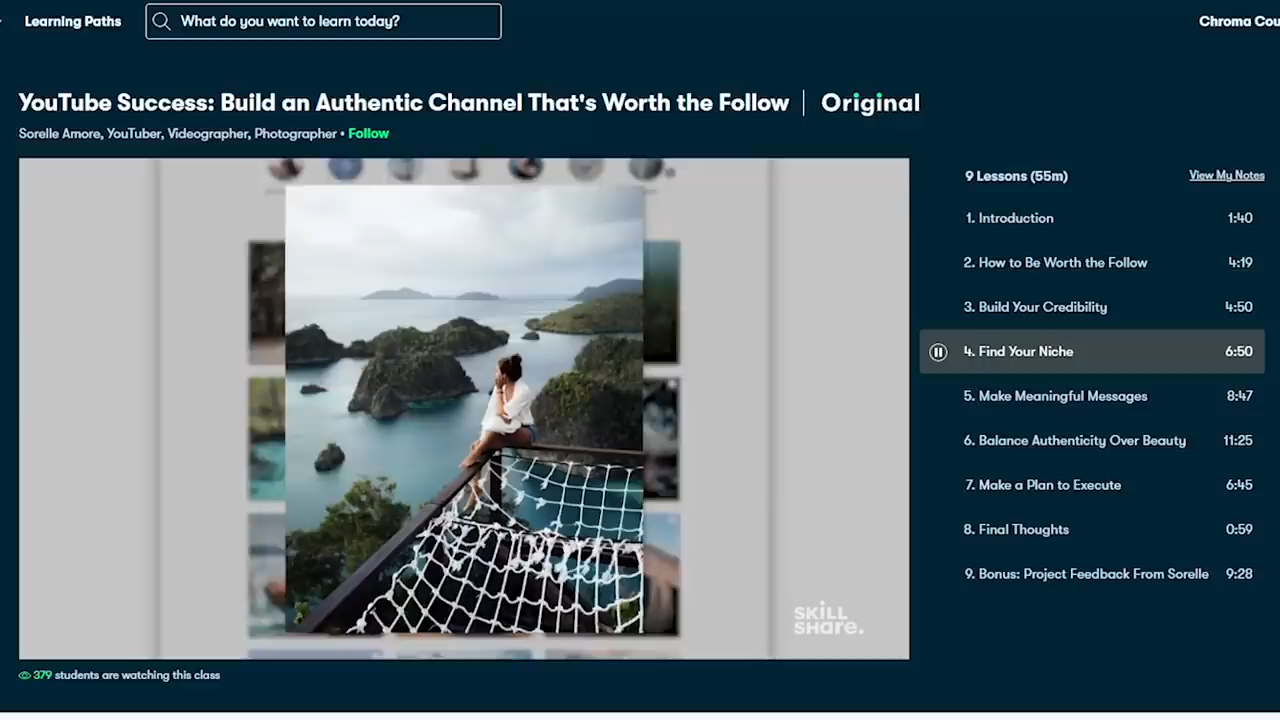 Learning Paths
What do you want to learn today?
Chroma Cou
YouTube Success: Build an Authentic Channel That's Worth the Follow | Original
Sorelle Amore, YouTuber, Videographer, Photographer • Follow
9 Lessons (55m)
View My Notes
1. Introduction 1:40
2. How to Be Worth the Follow 4:19
3. Build Your Credibility 4:50
4. Find Your Niche 6:50
5. Make Meaningful Messages 8:47
6. Balance Authenticity Over Beauty 11:25
7. Make a Plan to Execute 6:45
8. Final Thoughts 0:59
9. Bonus: Project Feedback From Sorelle 9:28
SKiLL
SHare.
379 students are watching this class